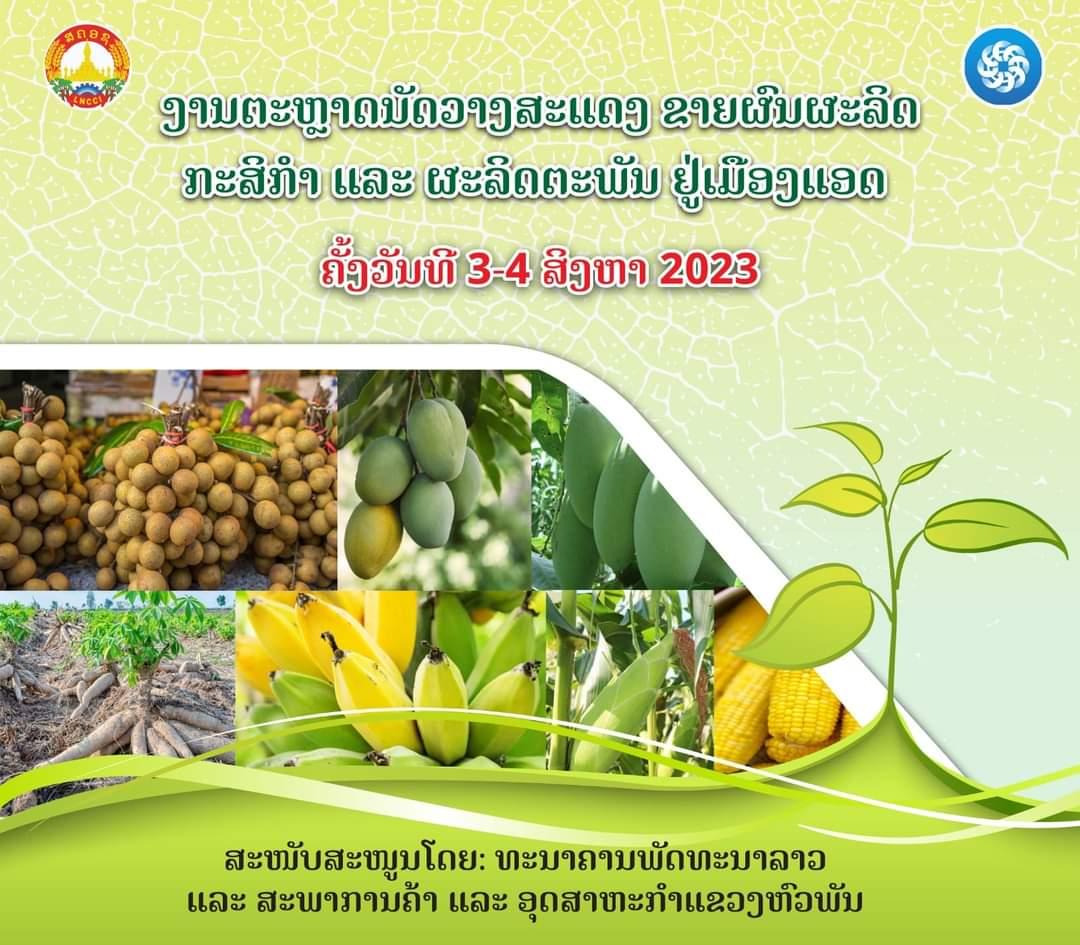 ສຄອຊ
LNCCI
ງານຕະຫຼາດນັດວາງສະແດງ ຂາຍຜົນຜະລິດ
ກະສິກຳ ແລະ ຜະລິດຕະພັນ ຢູ່ເມືອງແອດ
ຄັ້ງວັນທີ 3-4 ສິງຫາ 2023
ສະໜັບສະໜູນໂດຍ: ທະນາຄານພັດທະນາລາວ
ແລະ ສະພາການຄ້າ ແລະ ອຸດສາຫະກຳແຂວງຫົວພັນ